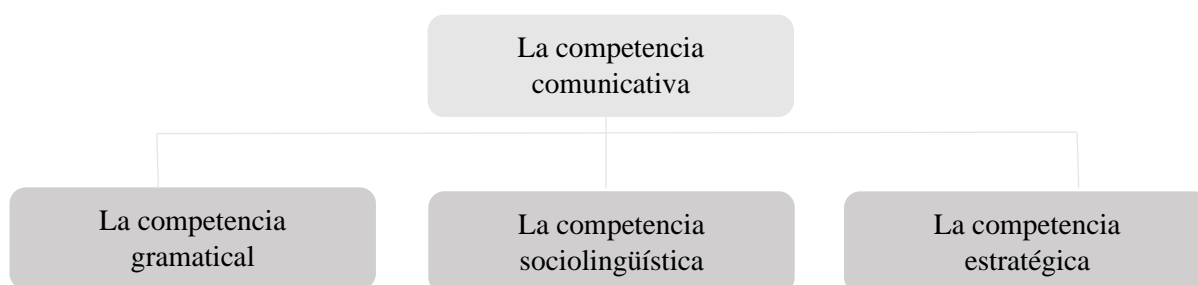 La competencia
comunicativa
La competencia
gramatical
La competencia
sociolingüística
La competencia
estratégica